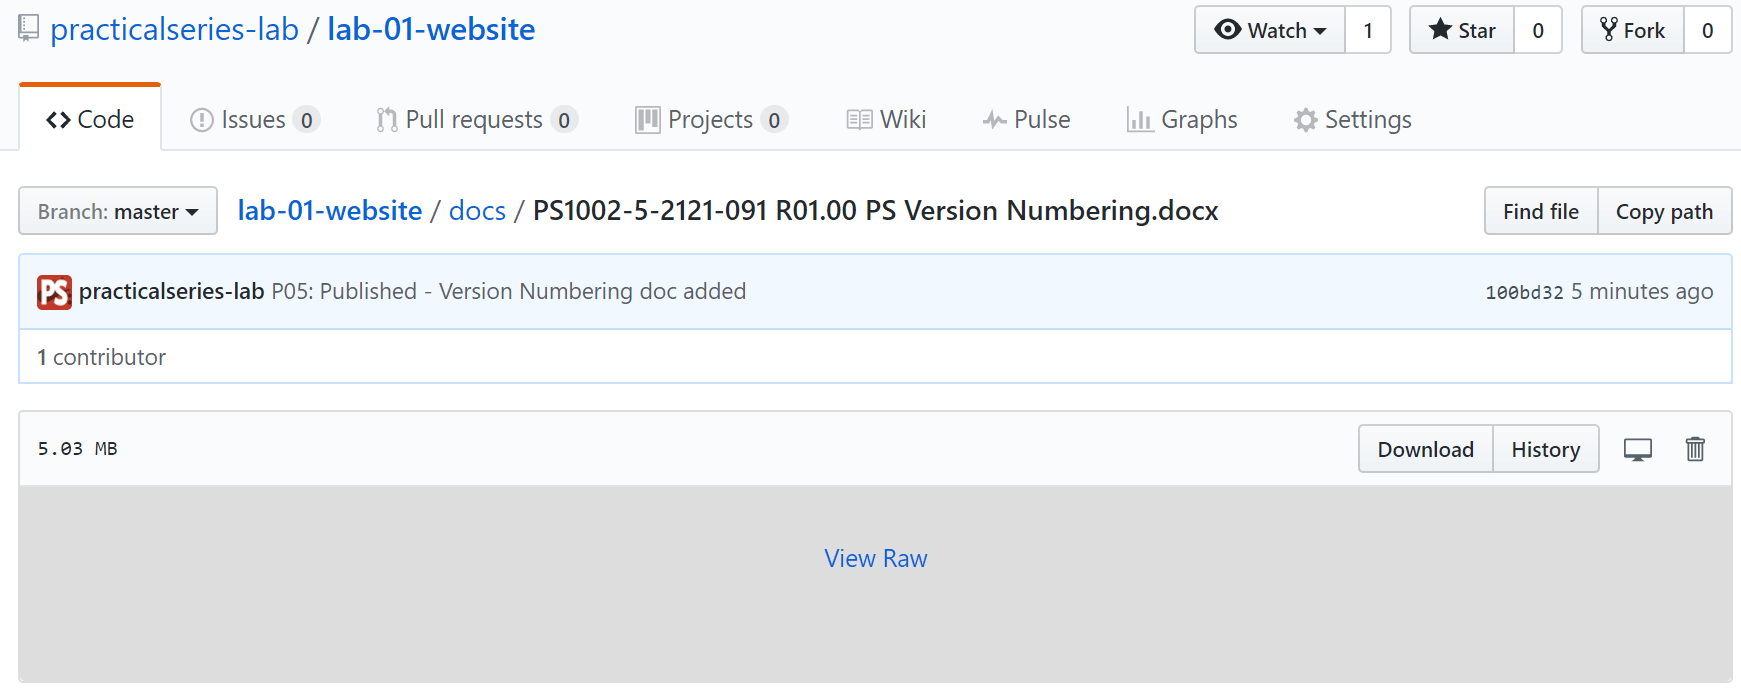 practicalseries-lab / lab-01-website Watch 1 Star 0 Fork 0
Code Issues 0 Pull requests 0 Projects 0 Wiki Pulse Graphs Settings
Branch: master lab-01-website / docs / PS1002-5-2121-091 R01.00 PS Version Numbering.docx Find file Copy path
PS practicalseries-lab P05: Published - Version Numbering doc added 100bd32 5 minutes ago
1 contributor
5.03 MB Download History
View Raw